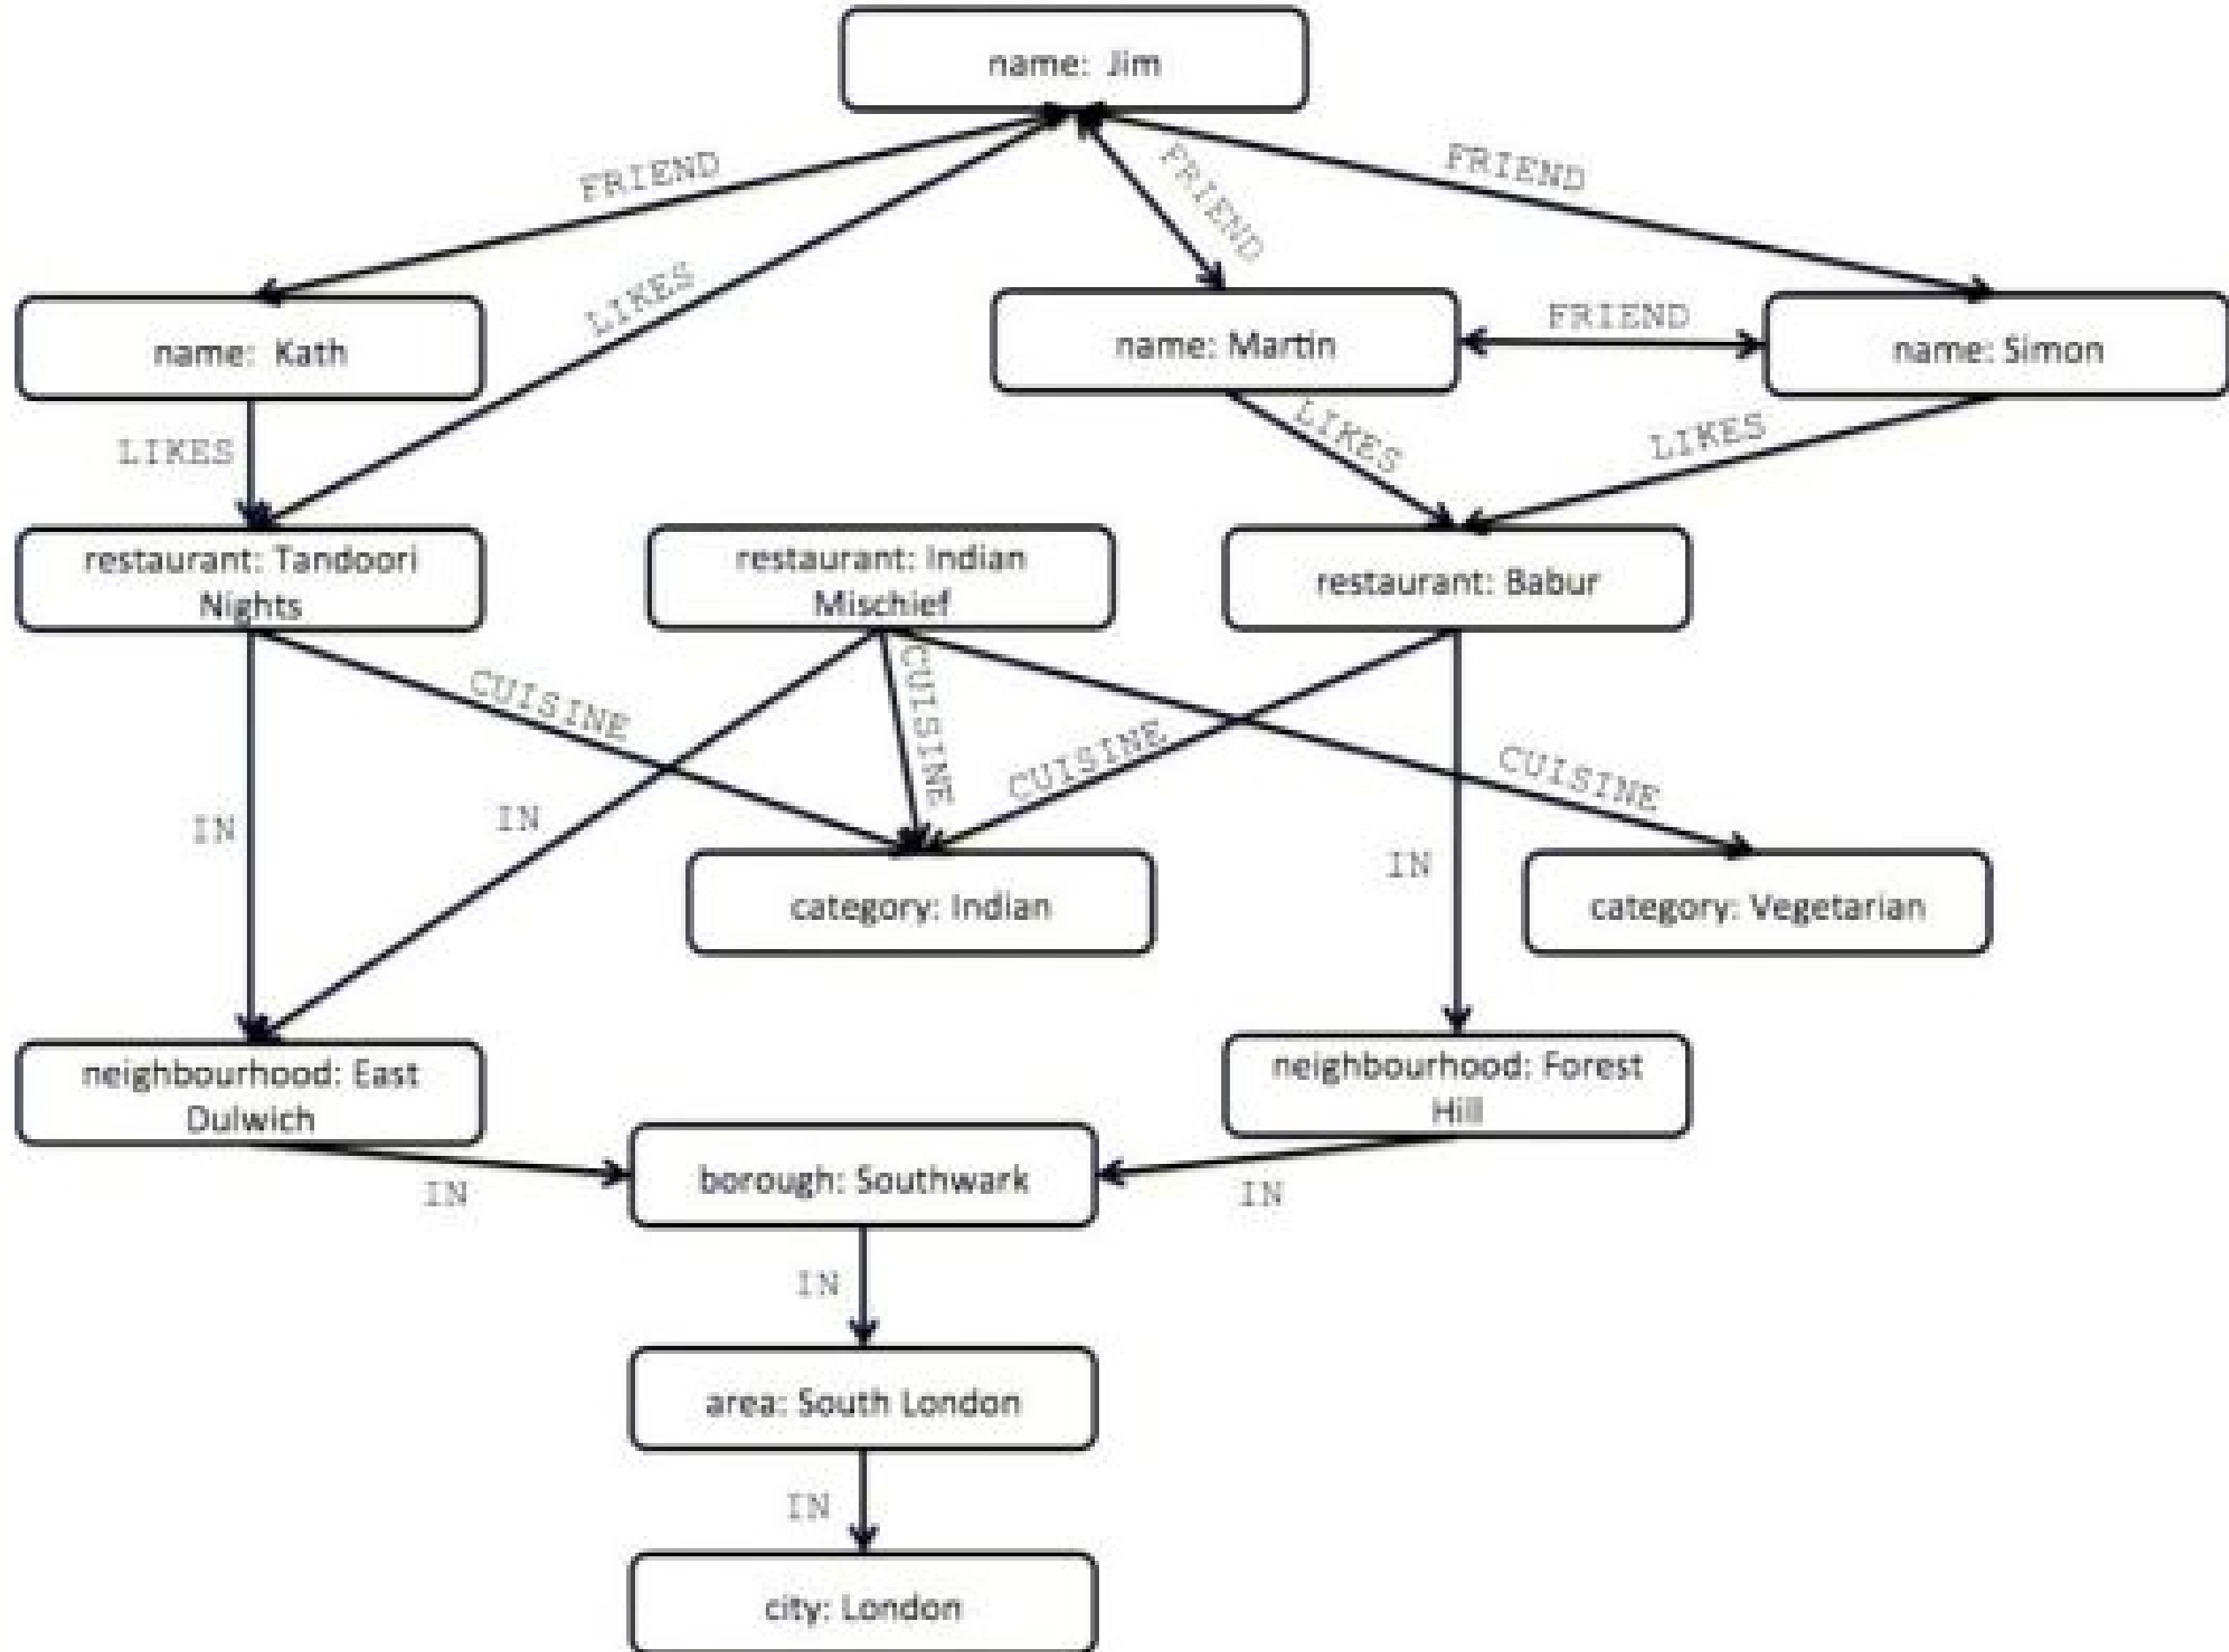 name: Jim
FRIEND
FRIEND
FRIEND
LIKES
name: Kath
name: Martin
FRIEND
name: Simon
LIKES
LIKES
LIKES
restaurant: Tandoori
Nights
restaurant: Indian
Mischief
restaurant: Babur
CUISINE
CUISINE
CUISINE
CUISINE
IN
IN
IN
category: Indian
category: Vegetarian
neighbourhood: East
Dulwich
neighbourhood: Forest
Hill
borough: Southwark
IN
IN
IN
area: South London
IN
city: London